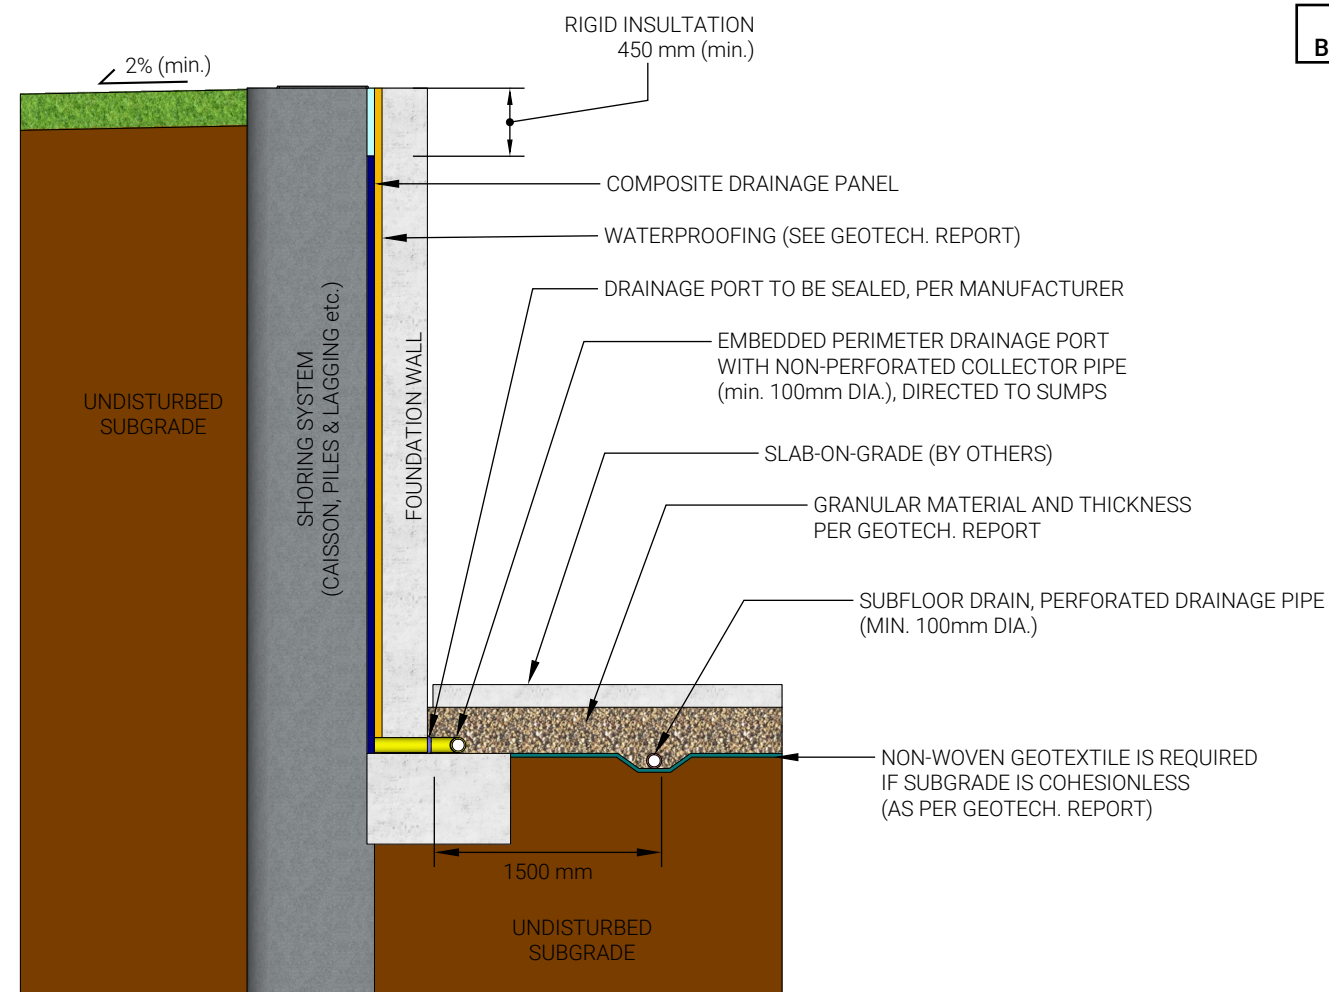 RIGID INSULTATION
450 mm (min.)
B
2% (min.)
COMPOSITE DRAINAGE PANEL
WATERPROOFING (SEE GEOTECH. REPORT)
DRAINAGE PORT TO BE SEALED, PER MANUFACTURER
EMBEDDED PERIMETER DRAINAGE PORT
WITH NON-PERFORATED COLLECTOR PIPE
(min. 100mm DIA.), DIRECTED TO SUMPS
UNDISTURBED
SUBGRADE
SHORING SYSTEM
(CAISSON, PILES & LAGGING etc.)
FOUNDATION WALL
SLAB-ON-GRADE (BY OTHERS)
GRANULAR MATERIAL AND THICKNESS
PER GEOTECH. REPORT
SUBFLOOR DRAIN, PERFORATED DRAINAGE PIPE
(MIN. 100mm DIA.)
NON-WOVEN GEOTEXTILE IS REQUIRED
IF SUBGRADE IS COHESIONLESS
(AS PER GEOTECH. REPORT)
1500 mm
UNDISTURBED
SUBGRADE